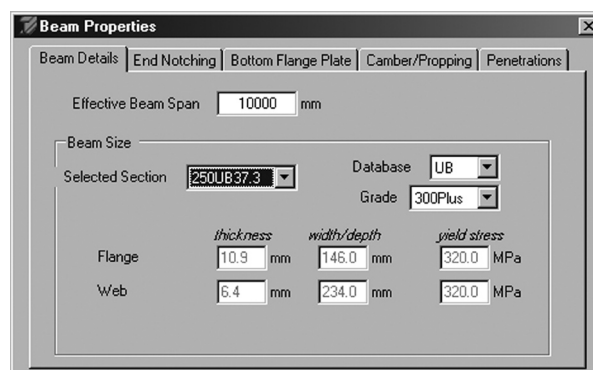 Beam Properties
Beam Details End Notching Bottom Flange Plate Camber/Propping Penetrations
Effective Beam Span 10000 mm
Beam Size
Selected Section 250UB37.3 Database UB
Grade 300Plus
thickness width/depth yield stress
Flange 10.9 mm 146.0 mm 320.0 MPa
Web 6.4 mm 234.0 mm 320.0 MPa